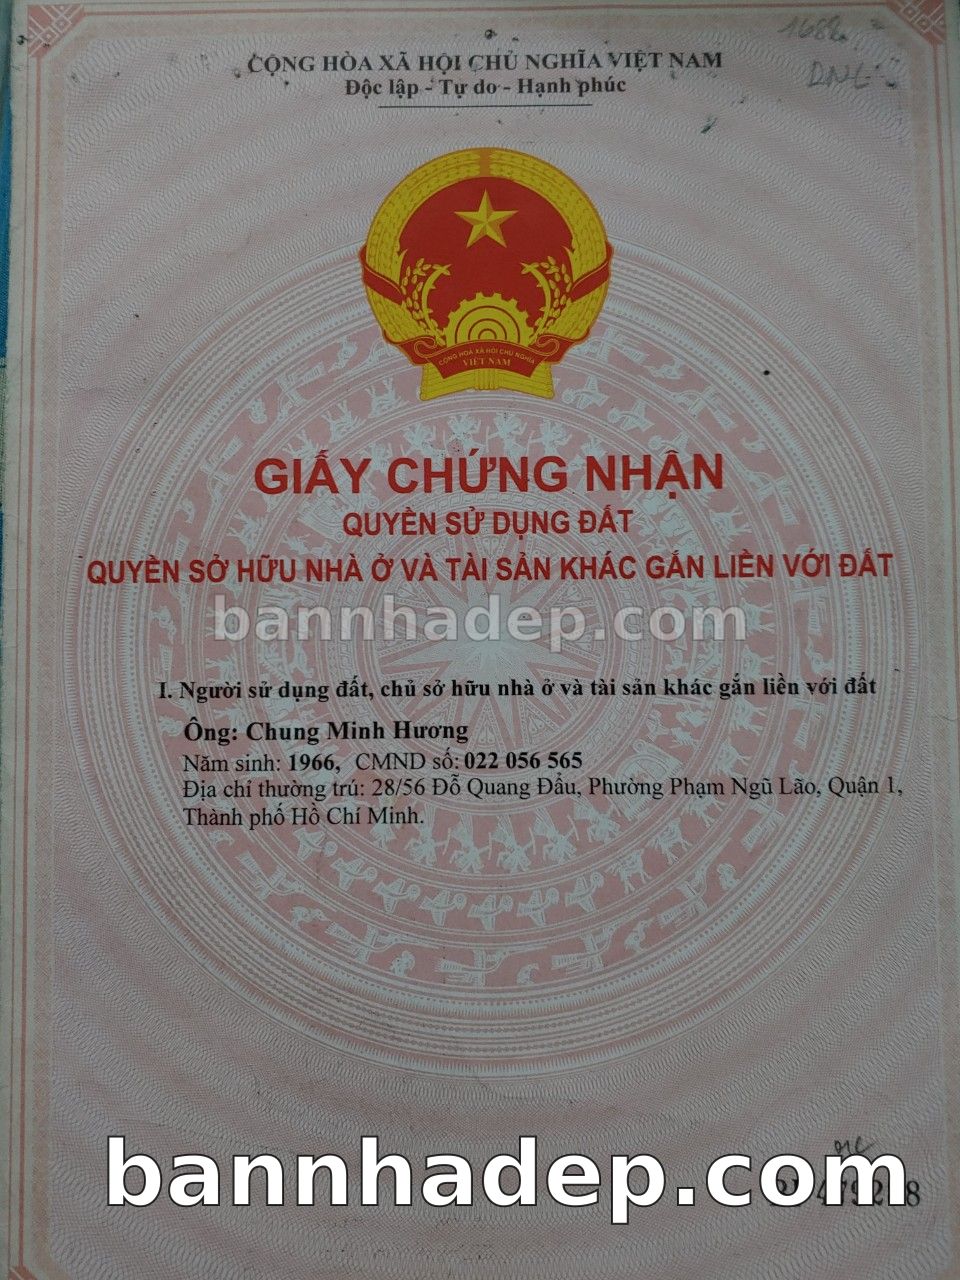 1682
CỘNG HÒA XÃ HỘI CHỦ NGHĨA VIỆT NAM
Độc lập - Tự do - Hạnh phúc
CỘNG HOÀ XÃ HỘI CHỦ NGHĨA
VIỆT NAM
GIẤY CHỨNG NHẬN
QUYỀN SỬ DỤNG ĐẤT
QUYỀN SỞ HỮU NHÀ Ở VÀ TÀI SẢN KHÁC GẮN LIỀN VỚI ĐẤT
bannhadep.com
I. Người sử dụng đất, chủ sở hữu nhà ở và tài sản khác gắn liền với đất
Ông: Chung Minh Hương
Năm sinh: 1966, CMND số: 022 056 565
Địa chỉ thường trú: 28/56 Đỗ Quang Đẩu, Phường Phạm Ngũ Lão, Quận 1,
Thành phố Hồ Chí Minh.
bannhadep.com